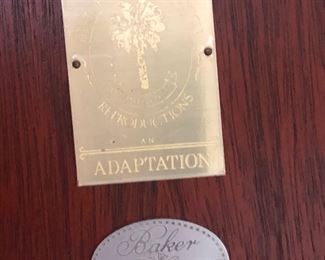 REPRODUCTIONS
AN
ADAPTATION
Baker